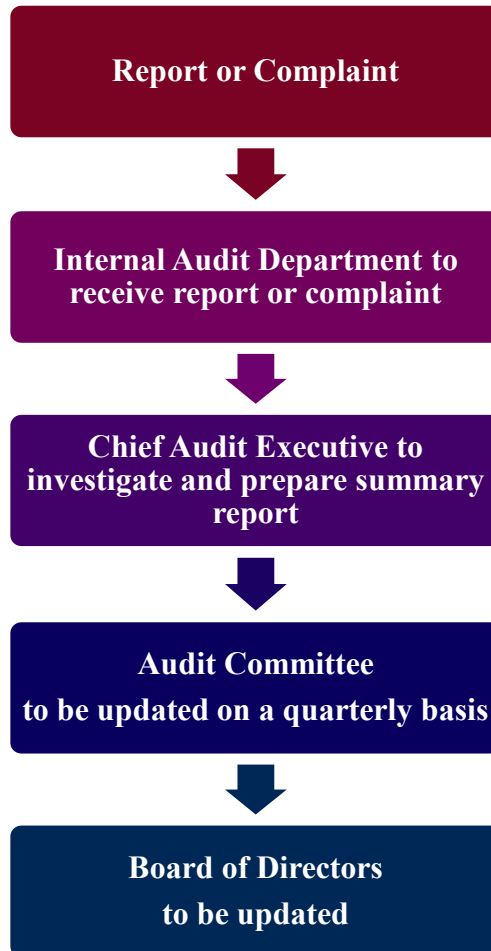 Report or Complaint
Internal Audit Department to
receive report or complaint
Chief Audit Executive to
investigate and prepare summary
report
Audit Committee
to be updated on a quarterly basis
Board of Directors
to be updated